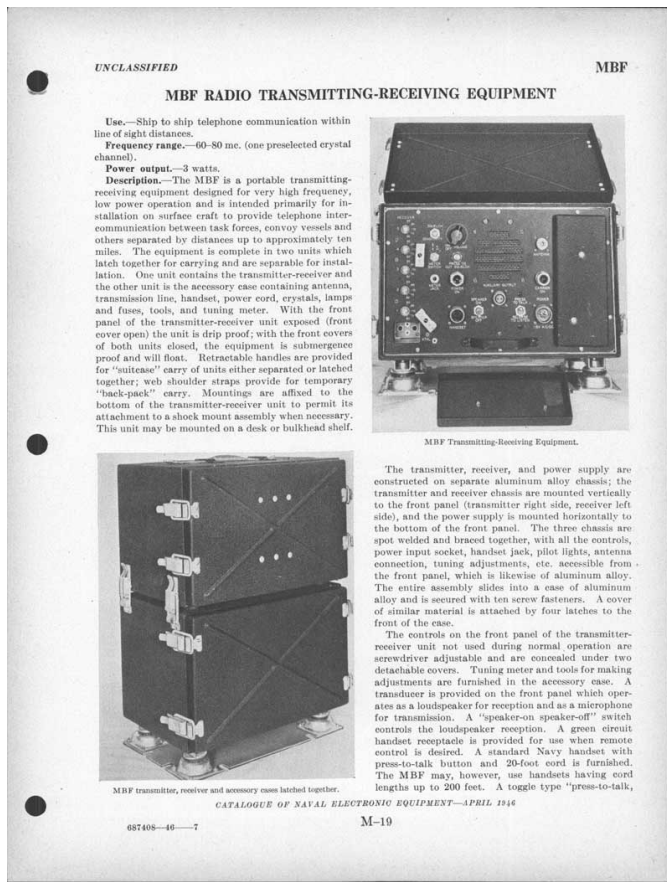 UNCLASSIFIED
MBF
MBF RADIO TRANSMITTING-RECEIVING EQUIPMENT
Use.—Ship to ship telephone communication within
line of sight distances.
Frequency range.—60–80 mc. (one preselected crystal
channel).
Power output.—3 watts.
Description.—The MBF is a portable transmitting-
receiving equipment designed for very high frequency,
low power operation and is intended primarily for in-
stallation on surface craft to provide telephone inter-
communication between task forces, convoy vessels and
others separated by distances up to approximately ten
miles. The equipment is complete in two units which
latch together for carrying and are separable for instal-
lation. One unit contains the transmitter-receiver and
the other unit is the accessory case containing antenna,
transmission line, handset, power cord, crystals, lamps
and fuses, tools, and tuning meter. With the front
panel of the transmitter-receiver unit exposed (front
cover open) the unit is drip proof; with the front covers
of both units closed, the equipment is submergence
proof and will float. Retractable handles are provided
for "suitcase" carry of units either separated or latched
together; web shoulder straps provide for temporary
"back-pack" carry. Mountings are affixed to the
bottom of the transmitter-receiver unit to permit its
attachment to a shock mount assembly when necessary.
This unit may be mounted on a desk or bulkhead shelf.
RECEIVER
ANTENNA
AUXILIARY OUTPUT
HANDSET
POWER
MBF Transmitting-Receiving Equipment.
MBF transmitter, receiver and accessory cases latched together.
The transmitter, receiver, and power supply are
constructed on separate aluminum alloy chassis; the
transmitter and receiver chassis are mounted vertically
to the front panel (transmitter right side, receiver left
side), and the power supply is mounted horizontally to
the bottom of the front panel. The three chassis are
spot welded and braced together, with all the controls,
power input socket, handset jack, pilot lights, antenna
connection, tuning adjustments, etc. accessible from
the front panel, which is likewise of aluminum alloy.
The entire assembly slides into a case of aluminum
alloy and is secured with ten screw fasteners. A cover
of similar material is attached by four latches to the
front of the case.
The controls on the front panel of the transmitter-
receiver unit not used during normal operation are
screwdriver adjustable and are concealed under two
detachable covers. Tuning meter and tools for making
adjustments are furnished in the accessory case. A
transducer is provided on the front panel which oper-
ates as a loudspeaker for reception and as a microphone
for transmission. A "speaker-on speaker-off" switch
controls the loudspeaker reception. A green circuit
handset receptacle is provided for use when remote
control is desired. A standard Navy handset with
press-to-talk button and 20-foot cord is furnished.
The MBF may, however, use handsets having cord
lengths up to 200 feet. A toggle type "press-to-talk,
CATALOGUE OF NAVAL ELECTRONIC EQUIPMENT—APRIL 1946
687408—46——7
M–19